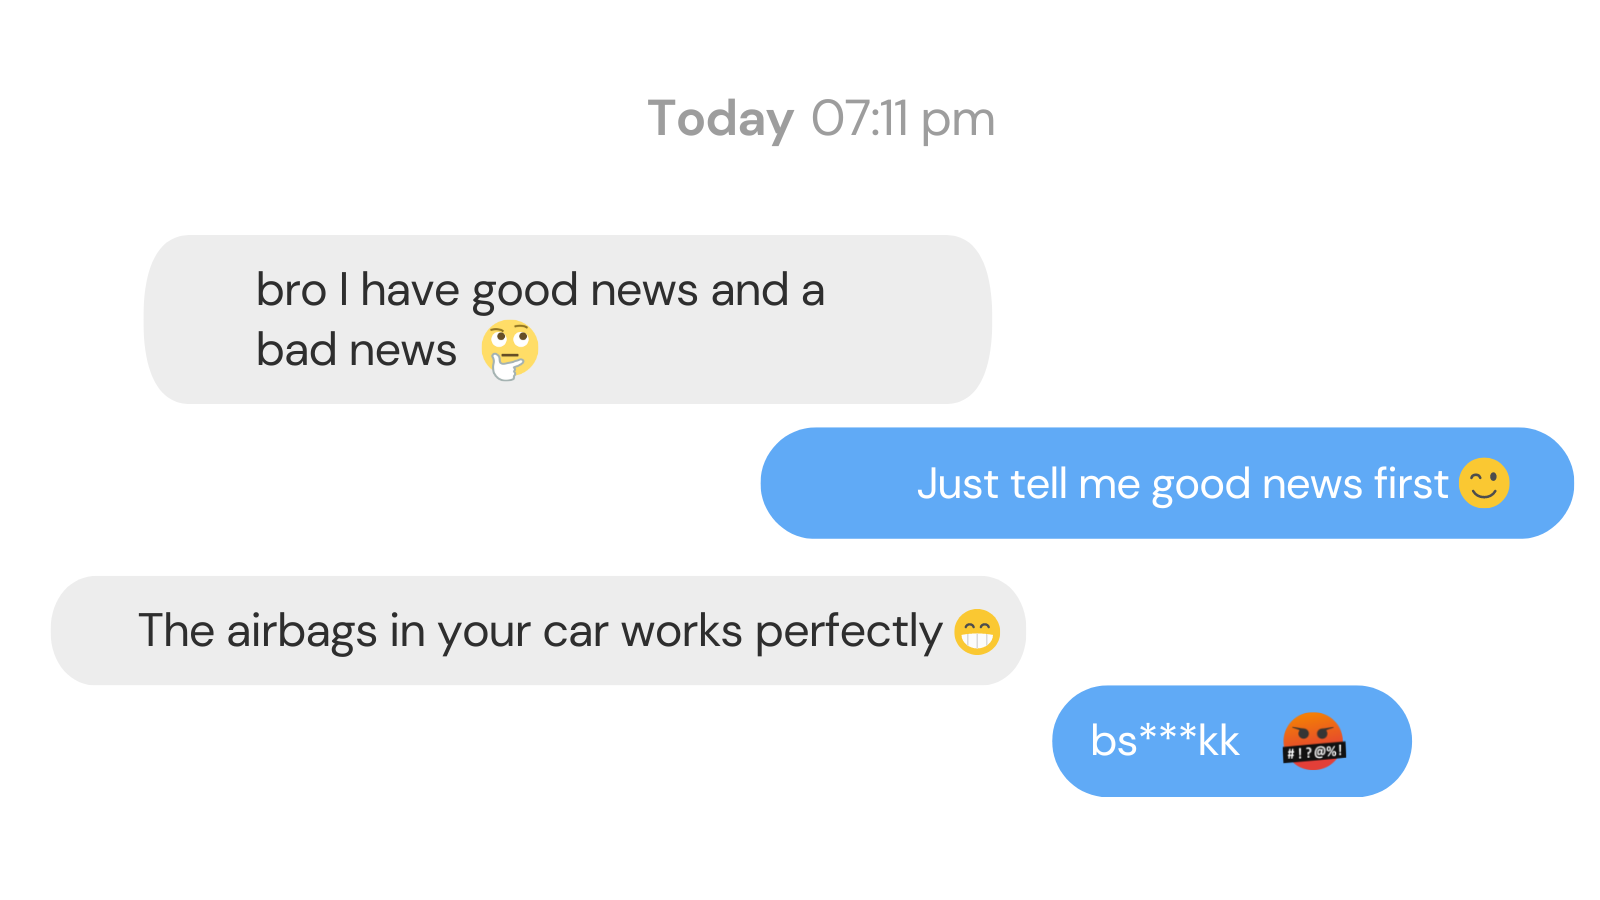 Today 07:11 pm
bro I have good news and a
bad news 🤔
Just tell me good news first 😉
The airbags in your car works perfectly 😁
bs***kk 🤬